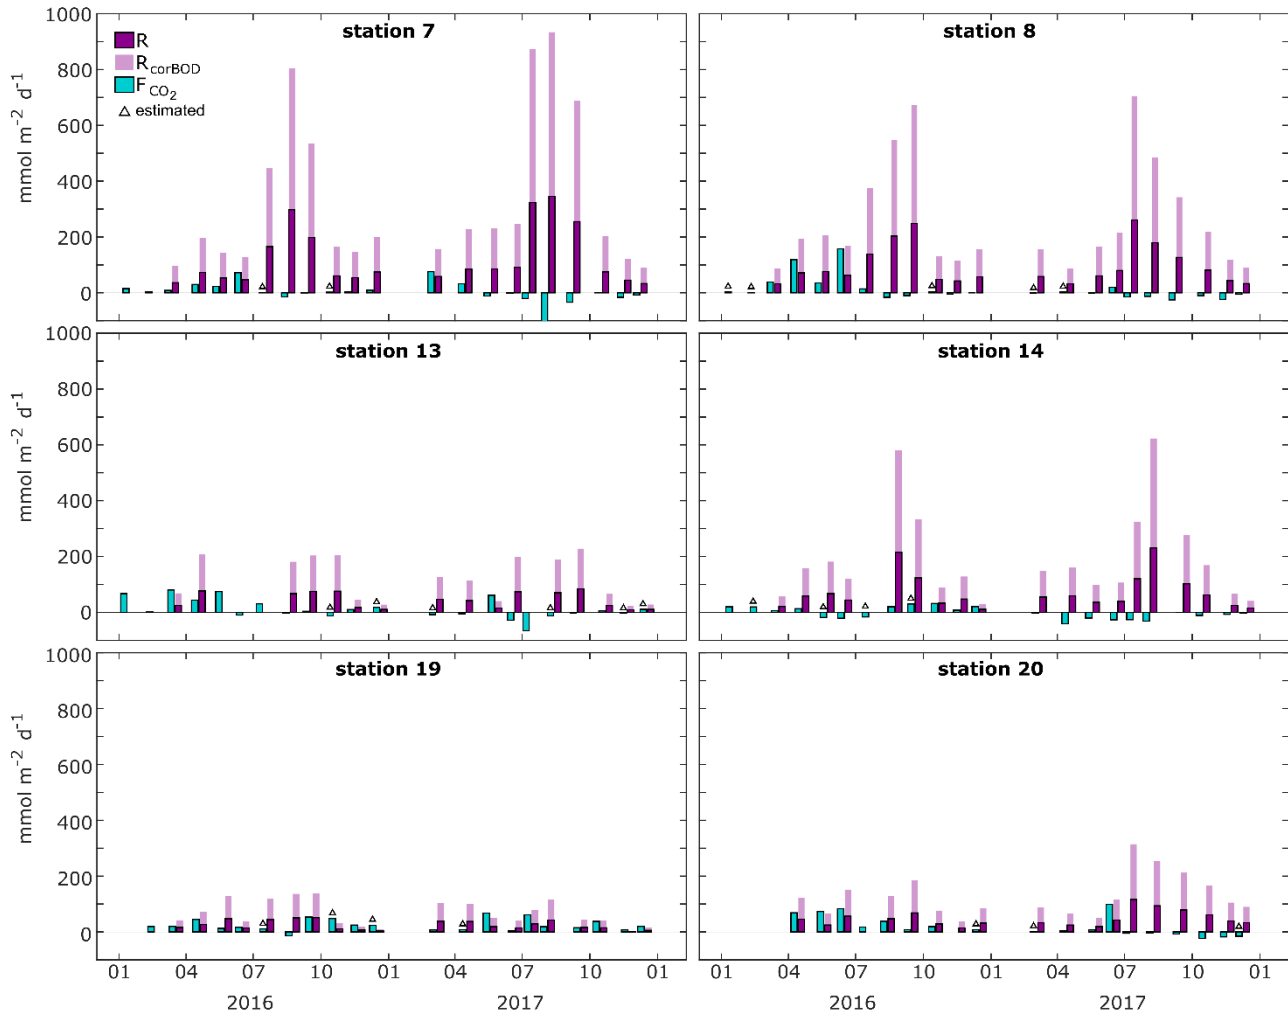 station 7
station 8
R
R_corBOD
F_CO2
△ estimated
1000
800
600
400
200
0
mmol m⁻² d⁻¹
station 13
station 14
1000
800
600
400
200
0
mmol m⁻² d⁻¹
station 19
station 20
1000
800
600
400
200
0
mmol m⁻² d⁻¹
01 04 07 10 01 04 07 10 01
01 04 07 10 01 04 07 10 01
2016 2017
2016 2017